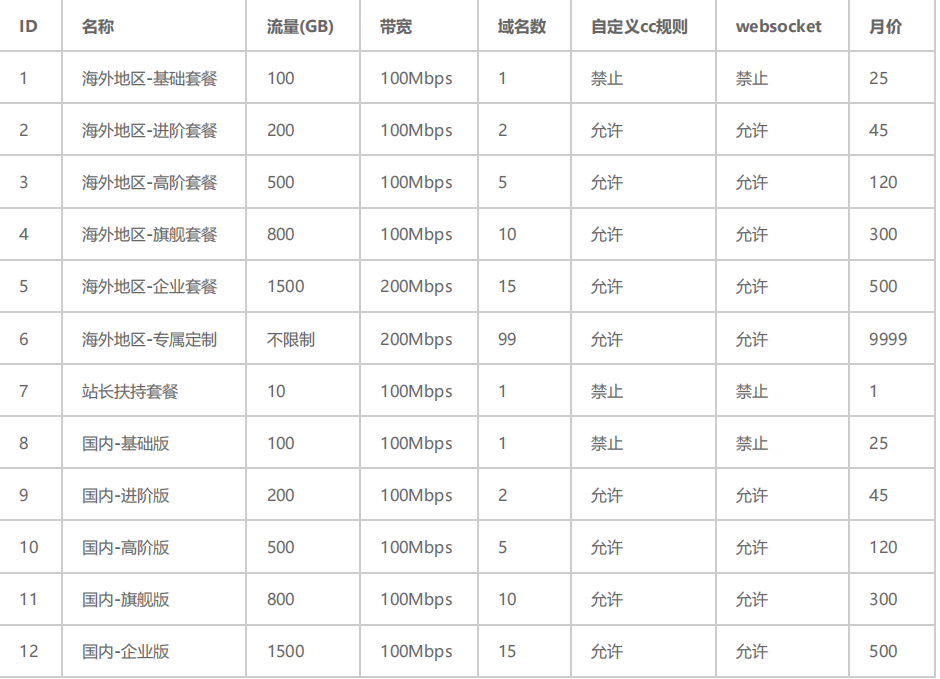 ID 名称 流量(GB) 带宽 域名数 自定义cc规则 websocket 月价
1 海外地区-基础套餐 100 100Mbps 1 禁止 禁止 25
2 海外地区-进阶套餐 200 100Mbps 2 允许 允许 45
3 海外地区-高阶套餐 500 100Mbps 5 允许 允许 120
4 海外地区-旗舰套餐 800 100Mbps 10 允许 允许 300
5 海外地区-企业套餐 1500 200Mbps 15 允许 允许 500
6 海外地区-专属定制 不限制 200Mbps 99 允许 允许 9999
7 站长扶持套餐 10 100Mbps 1 禁止 禁止 1
8 国内-基础版 100 100Mbps 1 禁止 禁止 25
9 国内-进阶版 200 100Mbps 2 允许 允许 45
10 国内-高阶版 500 100Mbps 5 允许 允许 120
11 国内-旗舰版 800 100Mbps 10 允许 允许 300
12 国内-企业版 1500 100Mbps 15 允许 允许 500